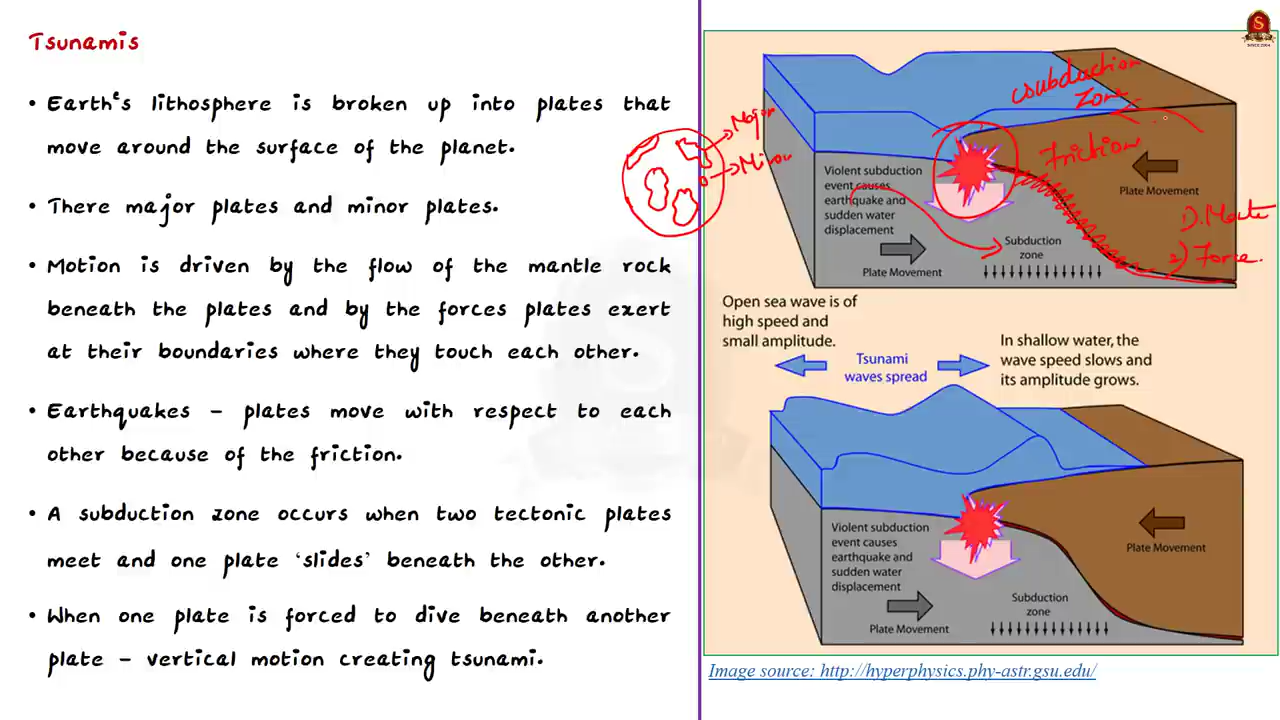 Tsunamis
• Earth's lithosphere is broken up into plates that
move around the surface of the planet.
• There major plates and minor plates.
• Motion is driven by the flow of the mantle rock
beneath the plates and by the forces plates exert
at their boundaries where they touch each other.
• Earthquakes – plates move with respect to each
other because of the friction.
• A subduction zone occurs when two tectonic plates
meet and one plate ‘slides’ beneath the other.
• When one plate is forced to dive beneath another
plate – vertical motion creating tsunami.
Major
Minor
S
SINCE 2004
Subduction
Zone
Friction
Violent subduction
event causes
earthquake and
sudden water
displacement
Plate Movement
Plate Movement
Subduction
zone
2) Force.
Open sea wave is of
high speed and
small amplitude.
Tsunami
waves spread
In shallow water, the
wave speed slows and
its amplitude grows.
Violent subduction
event causes
earthquake and
sudden water
displacement
Plate Movement
Plate Movement
Subduction
zone
Image source: http://hyperphysics.phy-astr.gsu.edu/